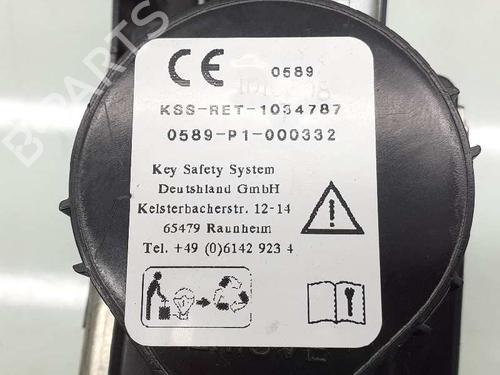 CE 0589
KSS-RET-1034787
0589-P1-000332
Key Safety System
Deutshland GmbH
Kelsterbacherstr. 12-14
65479 Raunheim
Tel. +49 (0)6142 923 4
B-PARTS